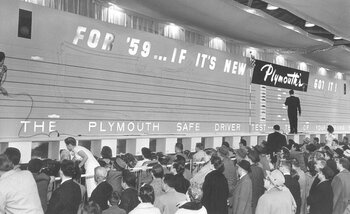 FOR '59... IF IT'S NEW
Plymouth's
GOT IT!
THE PLYMOUTH SAFE DRIVER TEST